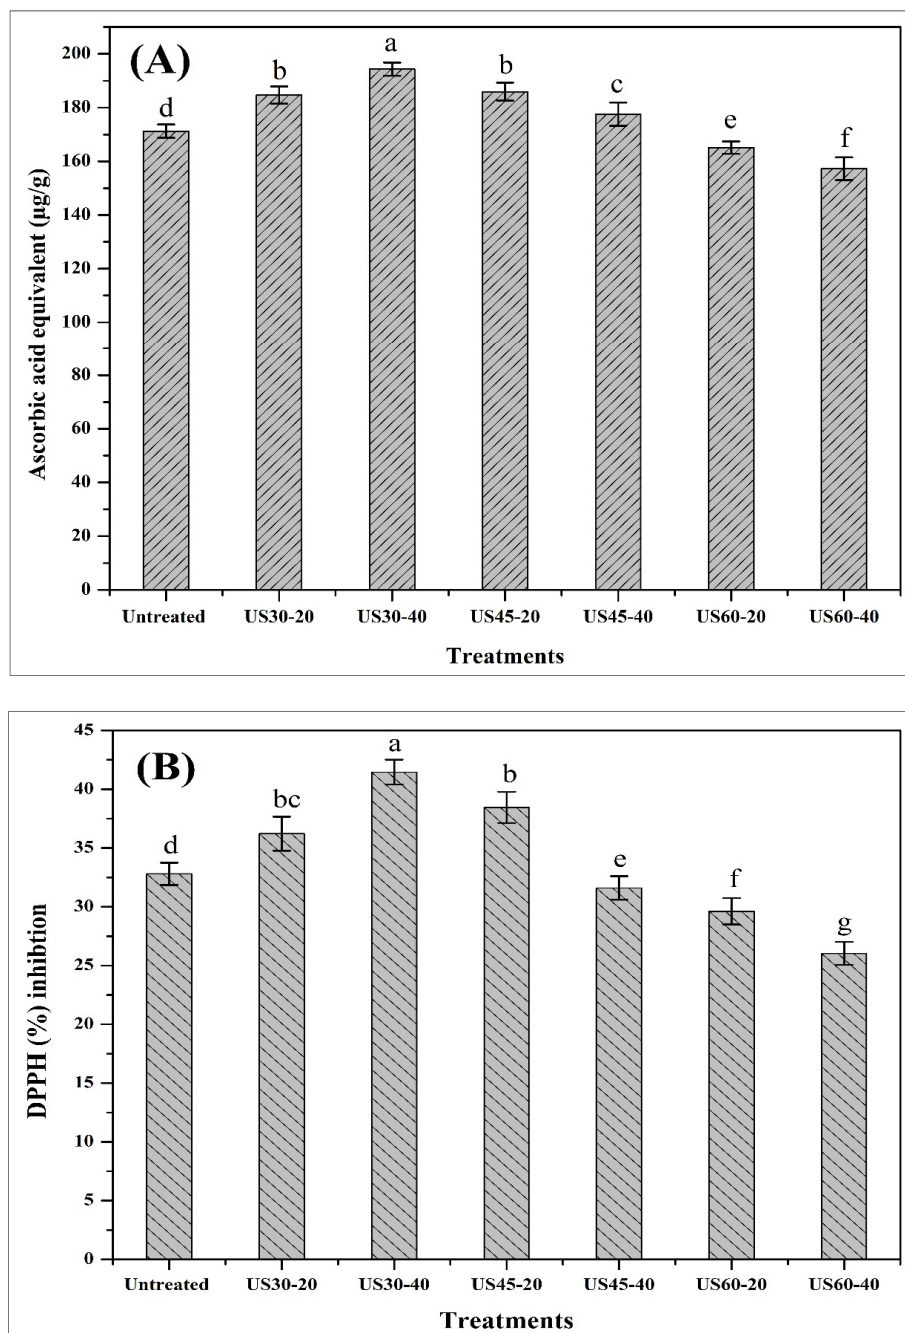 (A)
a
b
b
c
d
e
f
200
180
160
140
120
100
80
60
40
20
0
Ascorbic acid equivalent (µg/g)
Untreated US30-20 US30-40 US45-20 US45-40 US60-20 US60-40
Treatments
(B)
a
b
bc
d
e
f
g
45
40
35
30
25
20
15
10
5
0
DPPH (%) inhibtion
Untreated US30-20 US30-40 US45-20 US45-40 US60-20 US60-40
Treatments